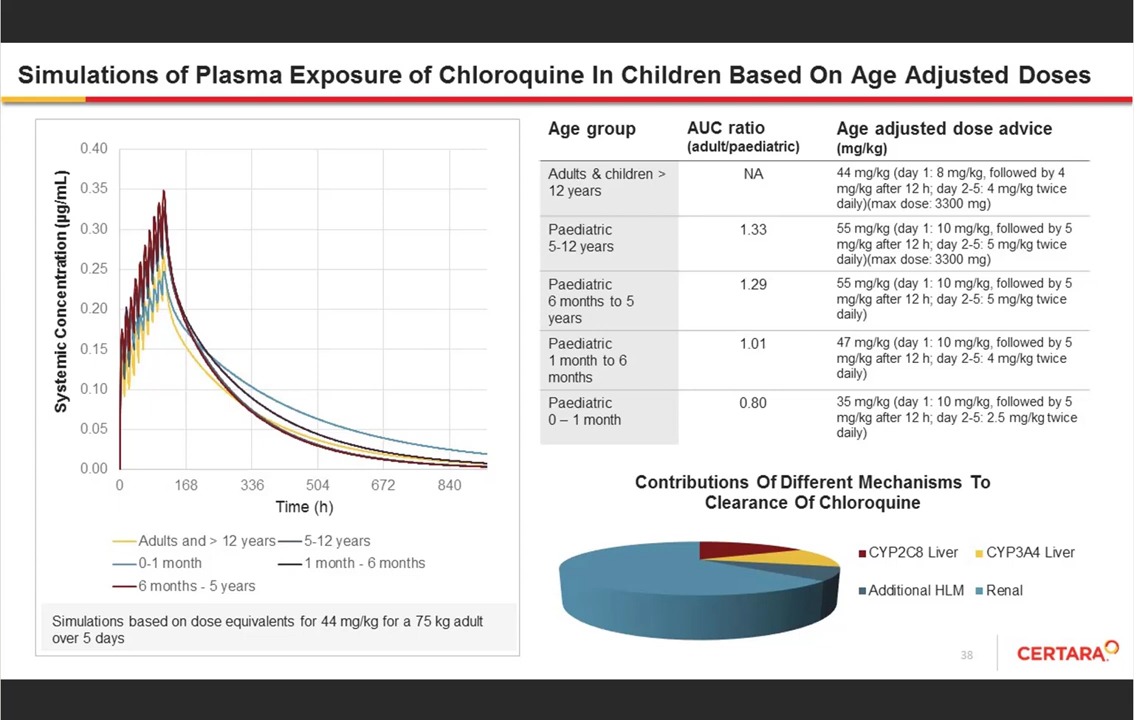 Simulations of Plasma Exposure of Chloroquine In Children Based On Age Adjusted Doses
Systemic Concentration (µg/mL)
0.40
0.35
0.30
0.25
0.20
0.15
0.10
0.05
0.00
0 168 336 504 672 840
Time (h)
Adults and > 12 years 5-12 years
0-1 month 1 month - 6 months
6 months - 5 years
Simulations based on dose equivalents for 44 mg/kg for a 75 kg adult
over 5 days
Age group AUC ratio Age adjusted dose advice
(adult/paediatric) (mg/kg)
Adults & children >
12 years
NA
44 mg/kg (day 1: 8 mg/kg, followed by 4
mg/kg after 12 h; day 2-5: 4 mg/kg twice
daily)(max dose: 3300 mg)
Paediatric
5-12 years
1.33
55 mg/kg (day 1: 10 mg/kg, followed by 5
mg/kg after 12 h; day 2-5: 5 mg/kg twice
daily)(max dose: 3300 mg)
Paediatric
6 months to 5
years
1.29
55 mg/kg (day 1: 10 mg/kg, followed by 5
mg/kg after 12 h; day 2-5: 5 mg/kg twice
daily)
Paediatric
1 month to 6
months
1.01
47 mg/kg (day 1: 10 mg/kg, followed by 5
mg/kg after 12 h; day 2-5: 4 mg/kg twice
daily)
Paediatric
0 – 1 month
0.80
35 mg/kg (day 1: 10 mg/kg, followed by 5
mg/kg after 12 h; day 2-5: 2.5 mg/kg twice
daily)
Contributions Of Different Mechanisms To
Clearance Of Chloroquine
CYP2C8 Liver CYP3A4 Liver
Additional HLM Renal
38
CERTARA